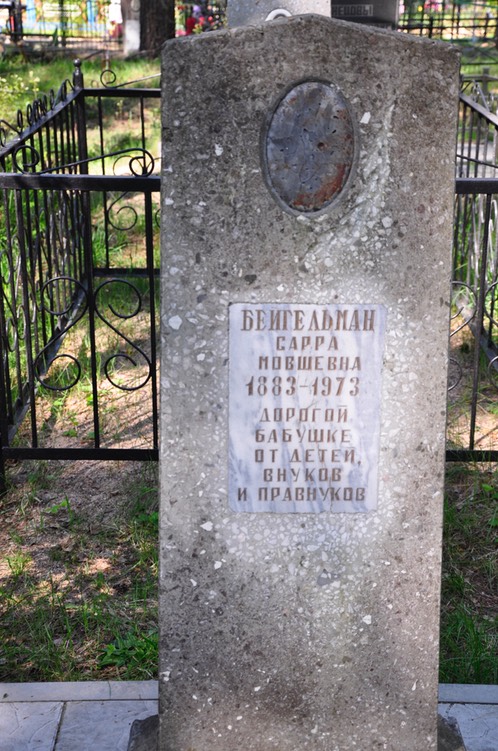 БЕЙГЕЛЬМАН
САРРА
МОВШЕВНА
1883-1973
ДОРОГОЙ
БАБУШКЕ
ОТ ДЕТЕЙ,
ВНУКОВ
И ПРАВНУКОВ